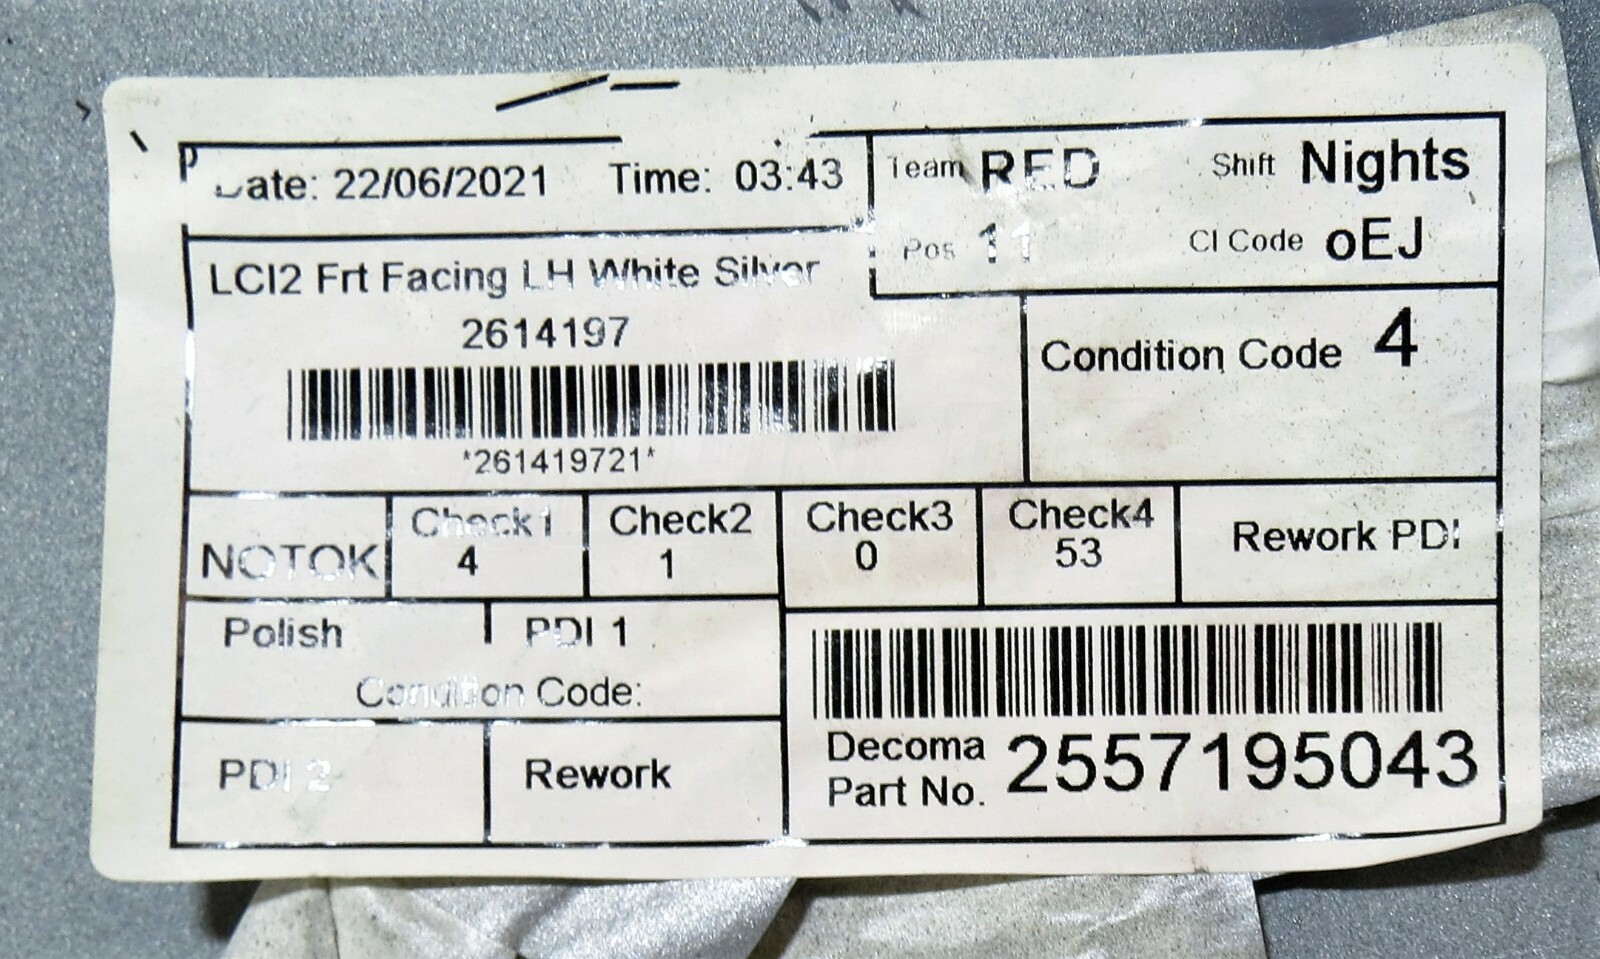 Date: 22/06/2021 Time: 03:43
Team RED Shift Nights
Pos 11 CI Code oEJ
LCI2 Frt Facing LH White Silver
2614197
*261419721*
Condition Code 4
NOTOK
Check1
4
Check2
1
Check3
0
Check4
53
Rework PDI
Polish
PDI 1
Condition Code:
PDI 2
Rework
Decoma
Part No. 2557195043